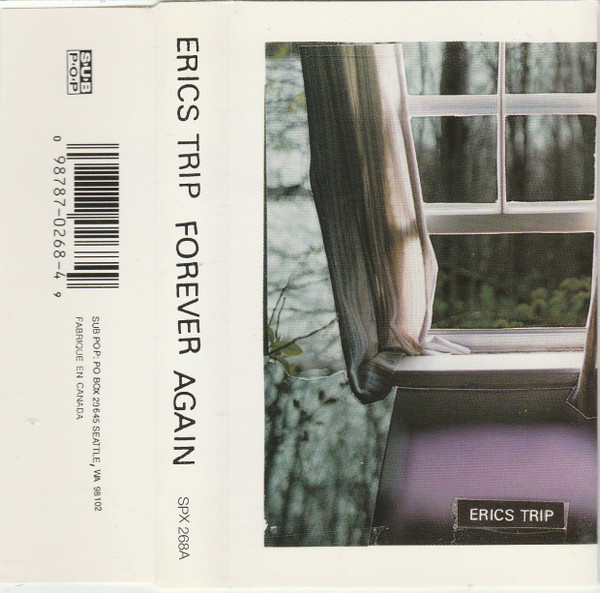 SUB
P·O·P
0 98787-0268-4 9
SUB POP: PO BOX 20645 SEATTLE, WA 98102
FABRIQUE EN CANADA
ERICS TRIP FOREVER AGAIN
SPX 268A
ERICS TRIP